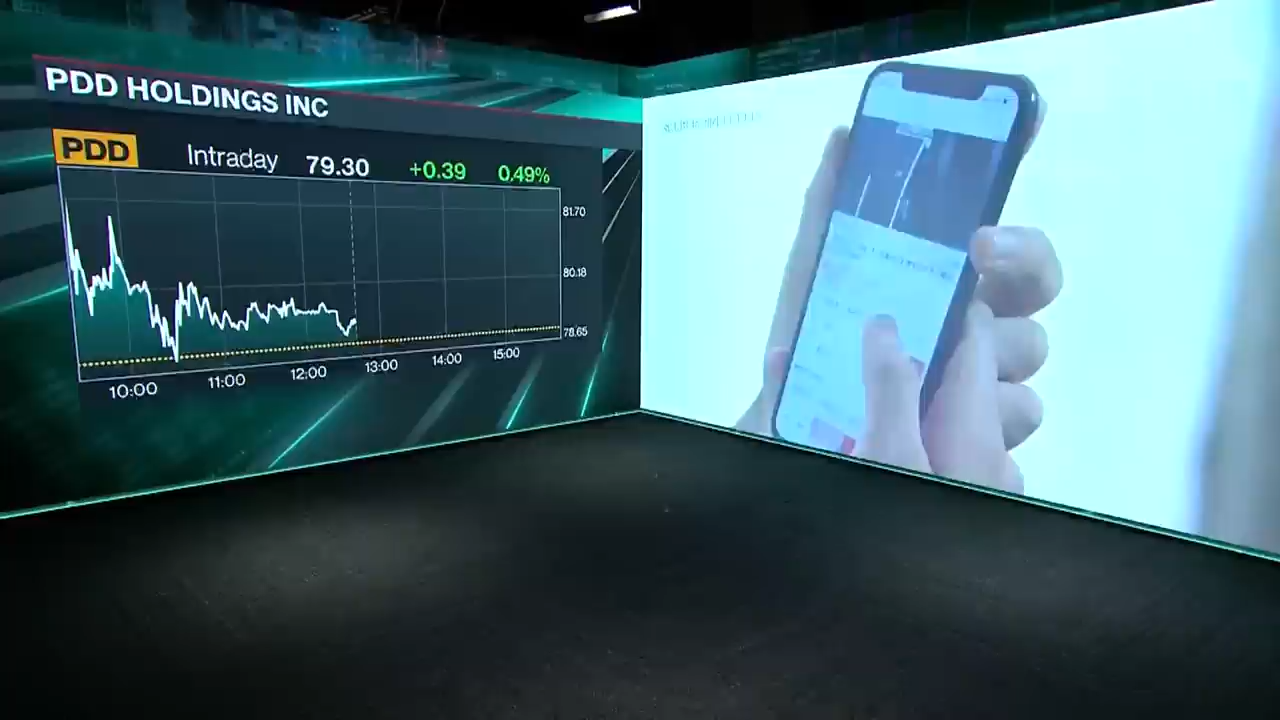 PDD HOLDINGS INC
PDD Intraday 79.30 +0.39 0.49%
81.70
80.18
78.65
10:00 11:00 12:00 13:00 14:00 15:00